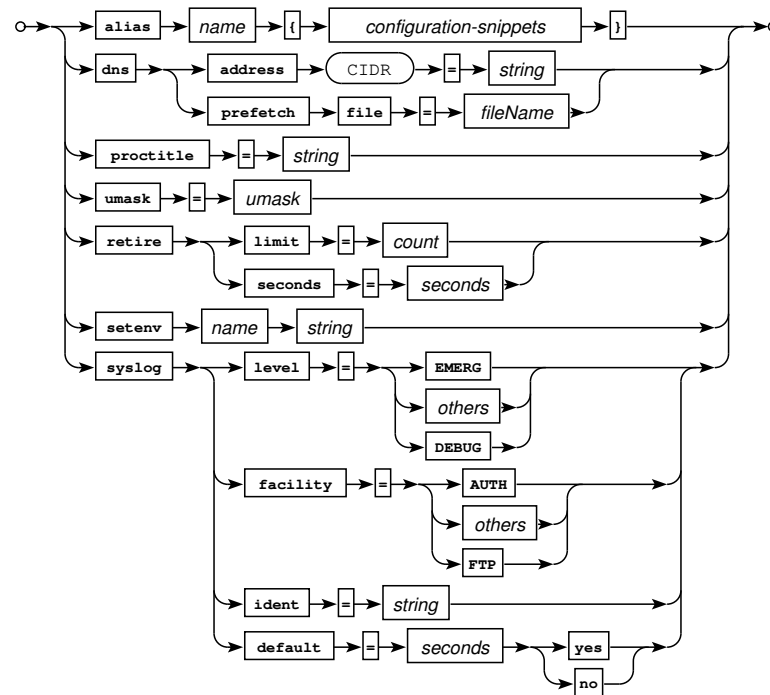 alias name { configuration-snippets }
dns address CIDR = string
prefetch file = fileName
proctitle = string
umask = umask
retire limit = count
seconds = seconds
setenv name string
syslog level = EMERG
others
DEBUG
facility = AUTH
others
FTP
ident = string
default = seconds yes
no